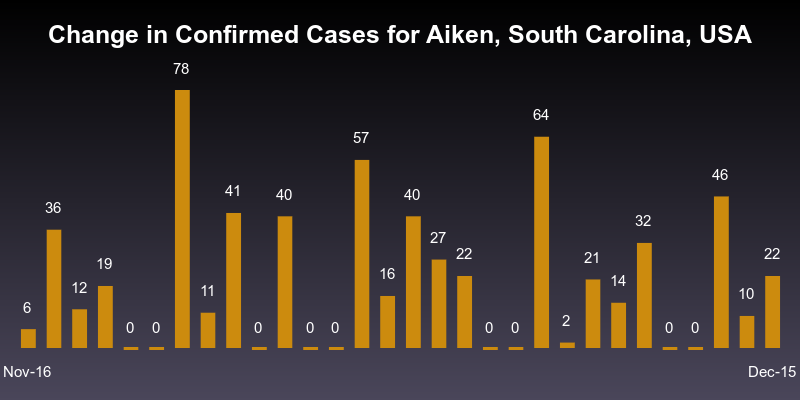 Change in Confirmed Cases for Aiken, South Carolina, USA
6 36 12 19 0 0 78 11 41 0 40 0 0 57 16 40 27 22 0 0 64 2 21 14 32 0 0 46 10 22
Nov-16 Dec-15